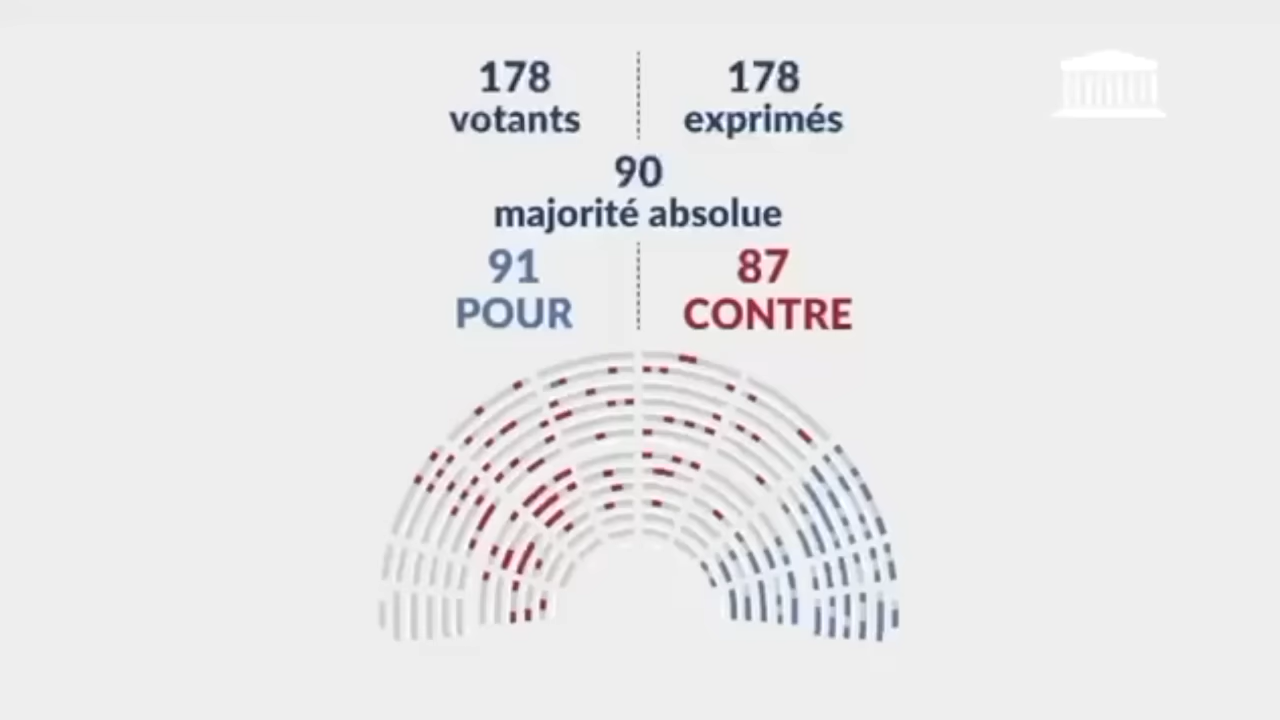 178
votants
178
exprimés
90
majorité absolue
91
POUR
87
CONTRE